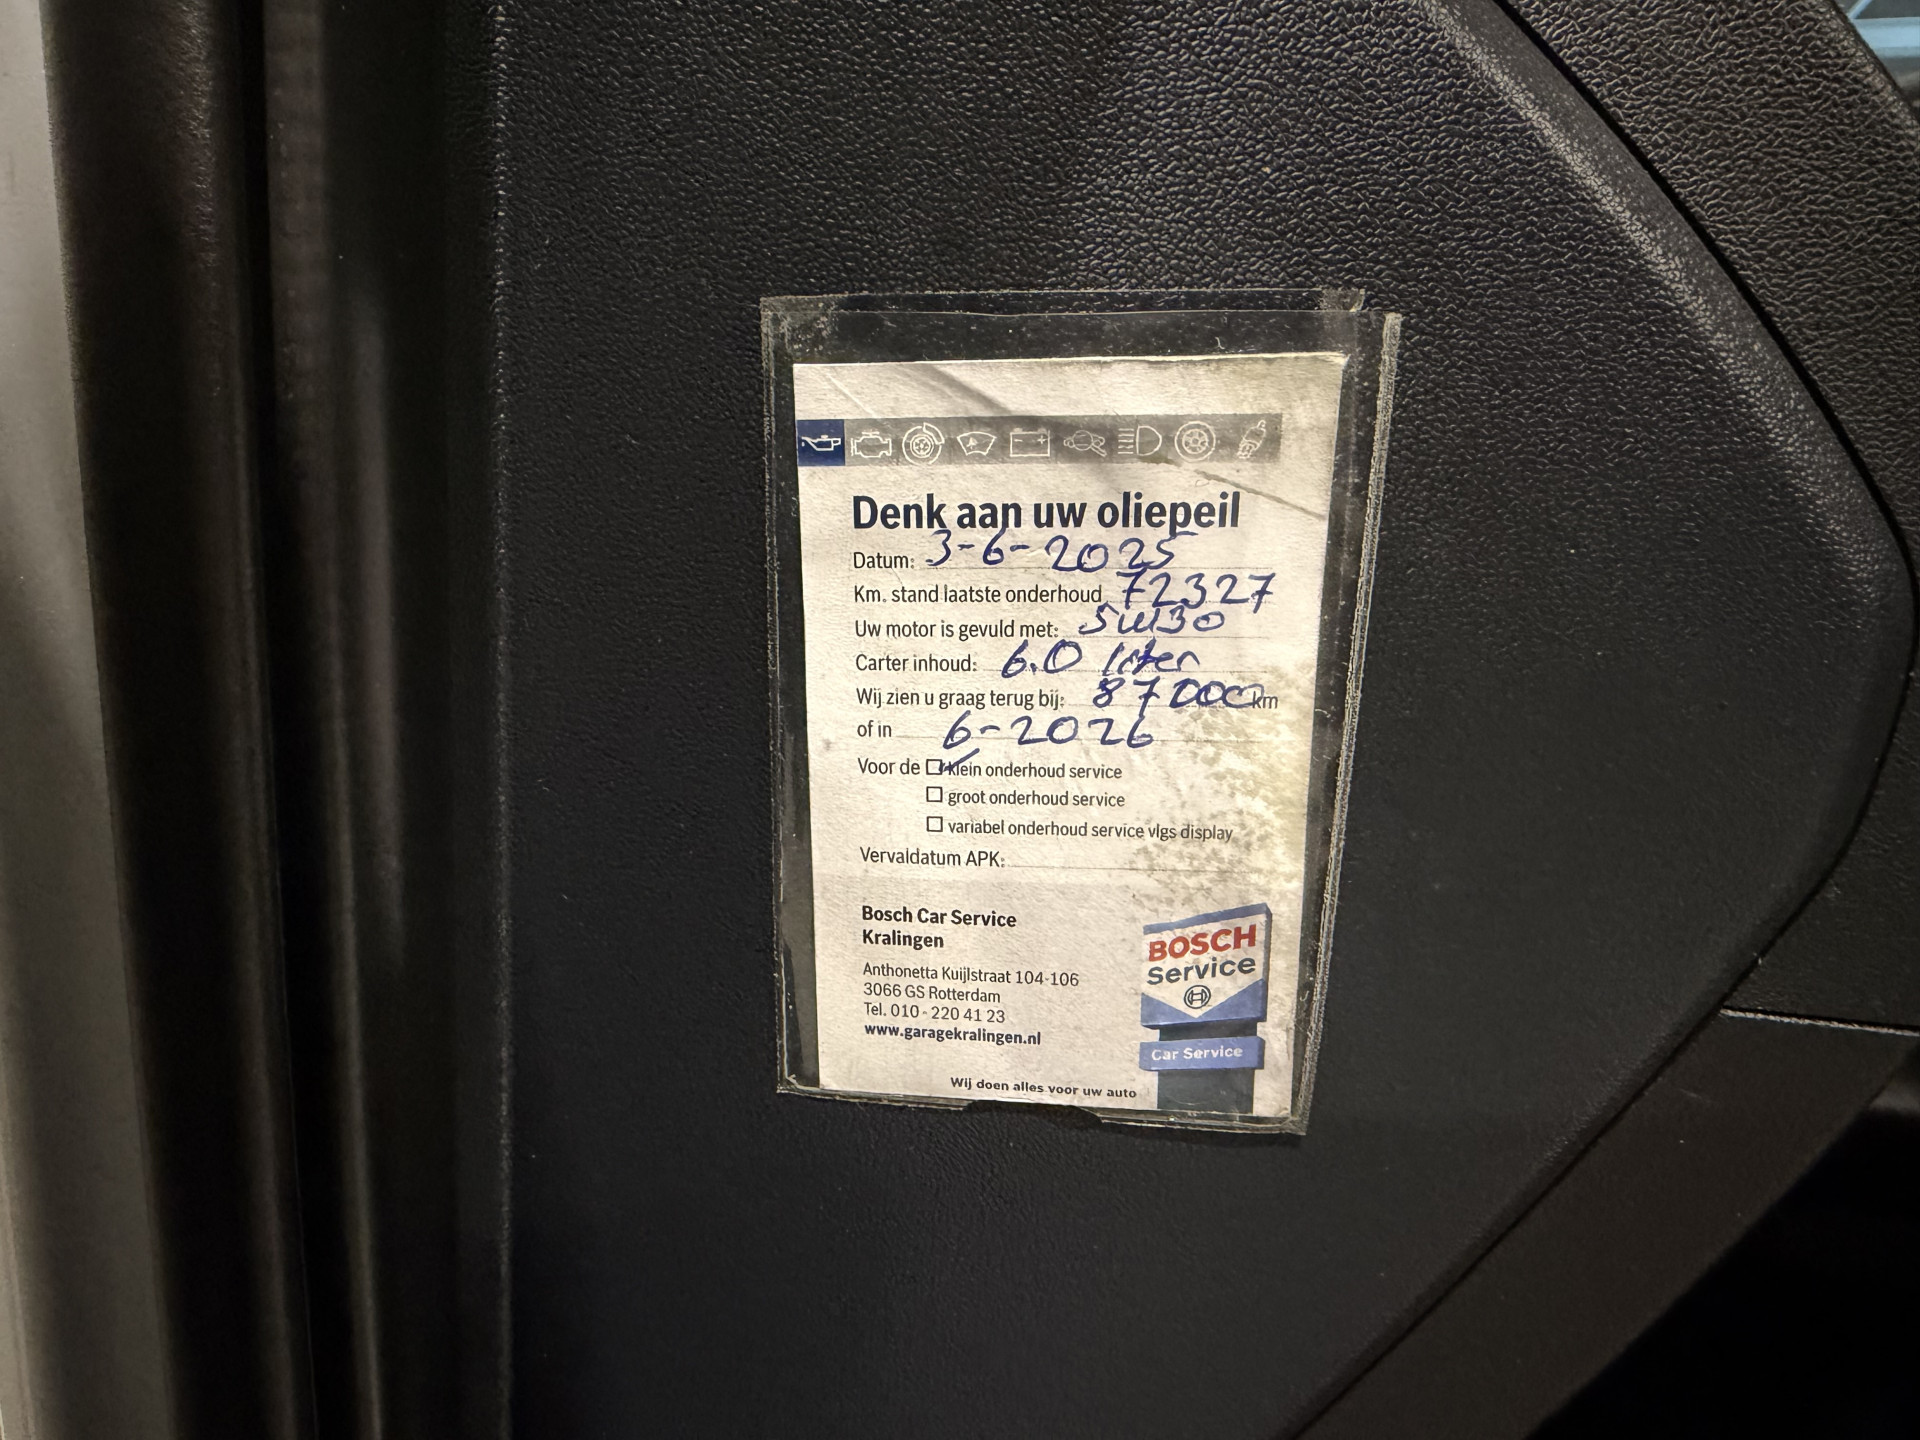 Denk aan uw oliepeil
Datum: 3-6-2025
Km. stand laatste onderhoud 72327
Uw motor is gevuld met: 5W30
Carter inhoud: 6.0 liter
Wij zien u graag terug bij: 87000 km
of in 6-2026
Voor de klein onderhoud service
groot onderhoud service
variabel onderhoud service vlgs display
Vervaldatum APK:
Bosch Car Service
Kralingen
Anthonetta Kuijlstraat 104-106
3066 GS Rotterdam
Tel. 010 - 220 41 23
www.garagekralingen.nl
BOSCH
Service
Car Service
Wij doen alles voor uw auto